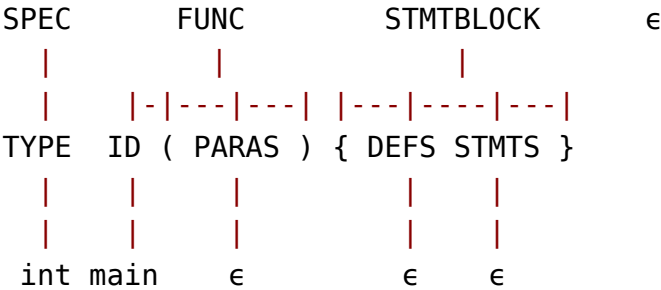 SPEC FUNC STMTBLOCK ϵ
| | |
| |-|---|---| |---|----|---|
TYPE ID ( PARAS ) { DEFS STMTS }
| | | | |
| | | | |
int main ϵ ϵ ϵ